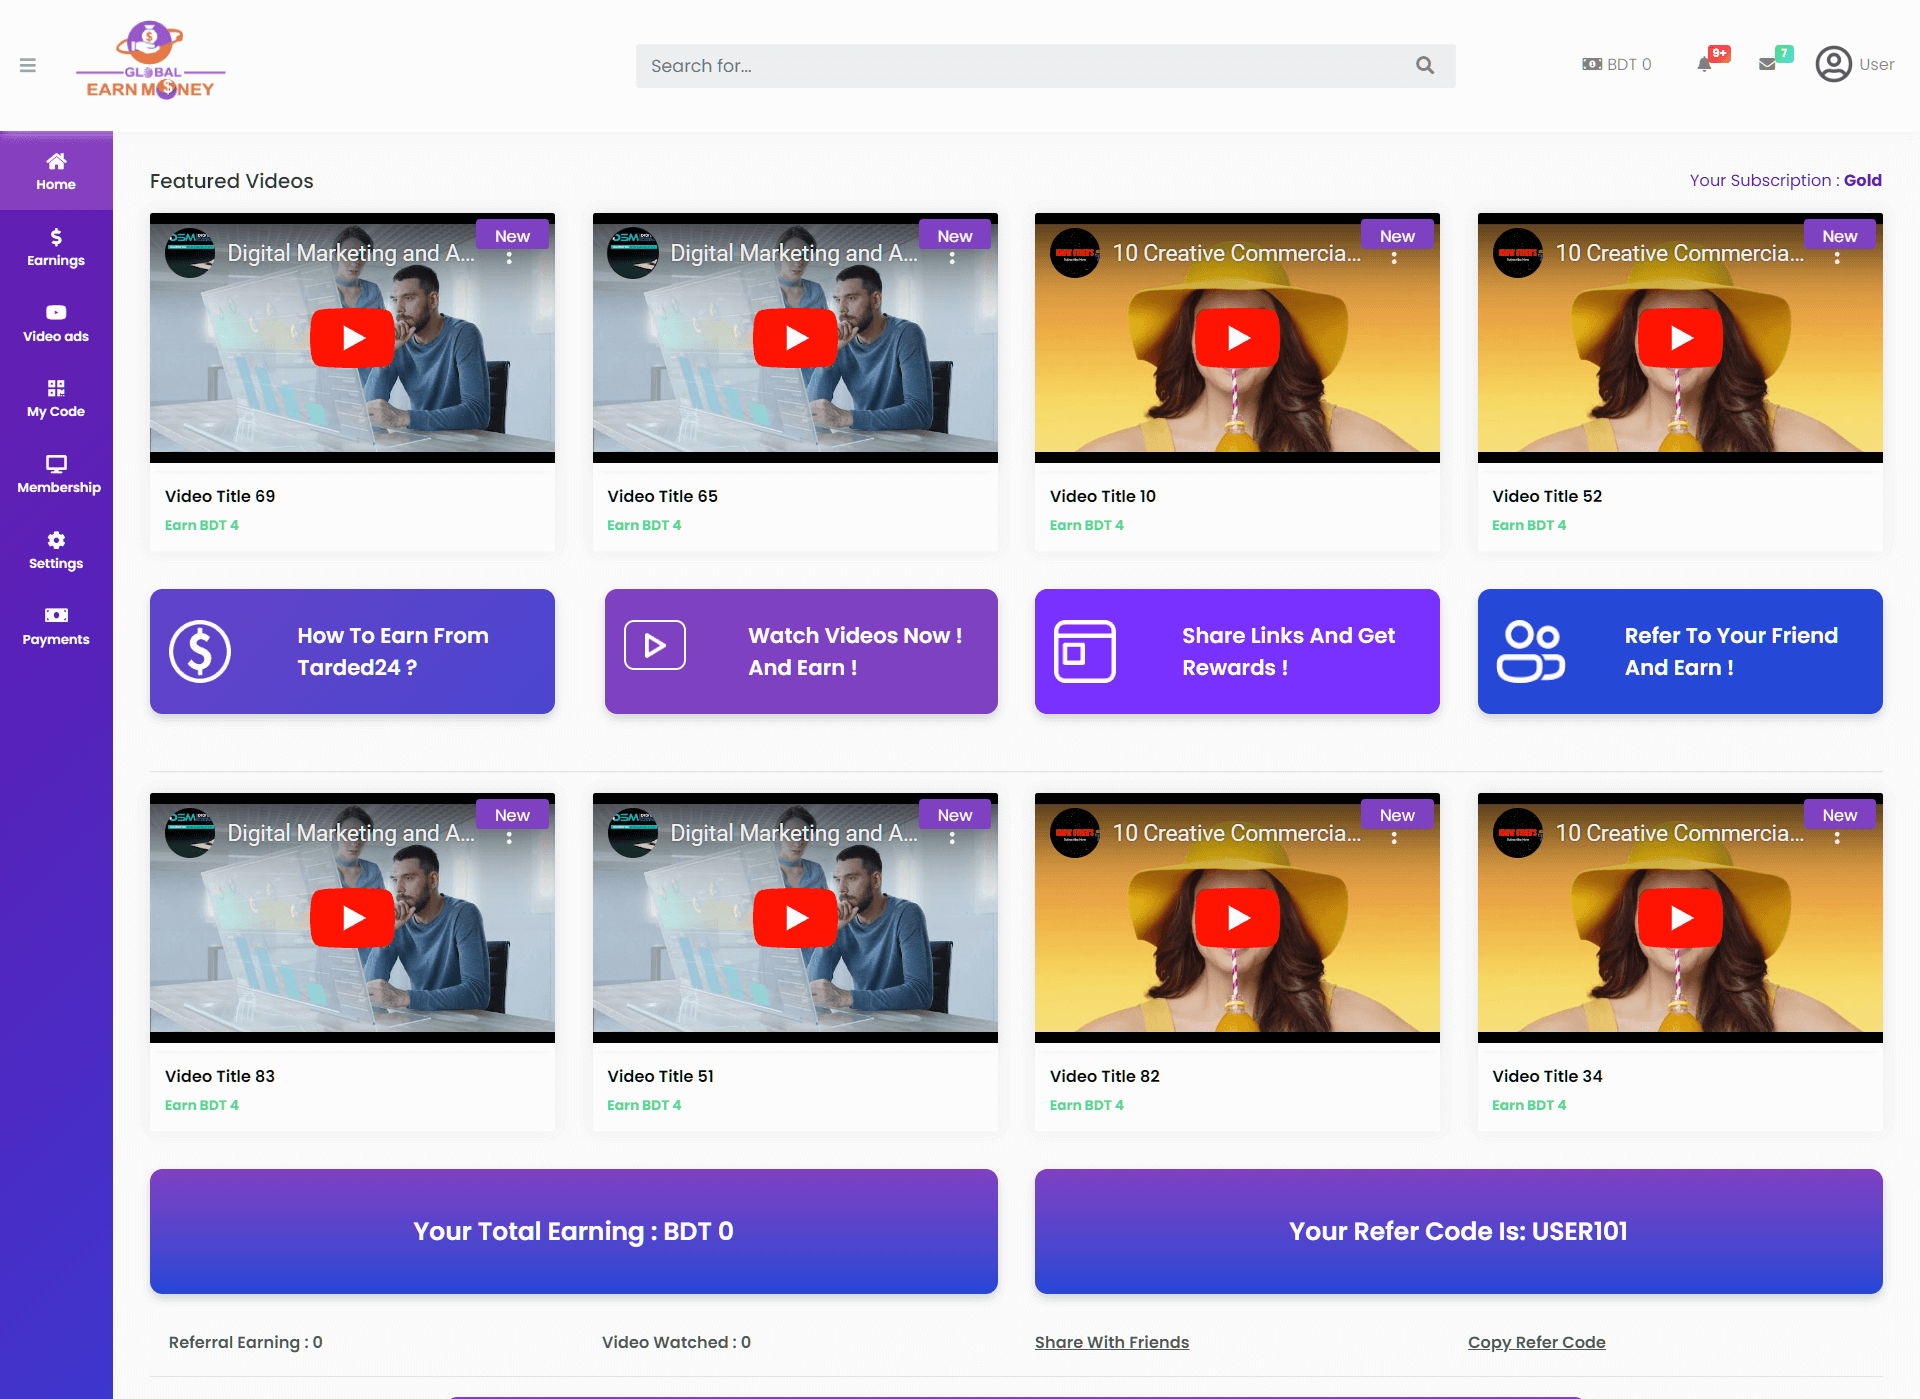 GLOBAL
EARN MONEY
Search for...
BDT 0
9+
7
User
Home
Earnings
Video ads
My Code
Membership
Settings
Payments
Featured Videos
Your Subscription : Gold
New
Digital Marketing and A...
New
Digital Marketing and A...
New
10 Creative Commercia...
New
10 Creative Commercia...
Video Title 69
Earn BDT 4
Video Title 65
Earn BDT 4
Video Title 10
Earn BDT 4
Video Title 52
Earn BDT 4
How To Earn From
Tarded24 ?
Watch Videos Now !
And Earn !
Share Links And Get
Rewards !
Refer To Your Friend
And Earn !
New
Digital Marketing and A...
New
Digital Marketing and A...
New
10 Creative Commercia...
New
10 Creative Commercia...
Video Title 83
Earn BDT 4
Video Title 51
Earn BDT 4
Video Title 82
Earn BDT 4
Video Title 34
Earn BDT 4
Your Total Earning : BDT 0
Your Refer Code Is: USER101
Referral Earning : 0
Video Watched : 0
Share With Friends
Copy Refer Code